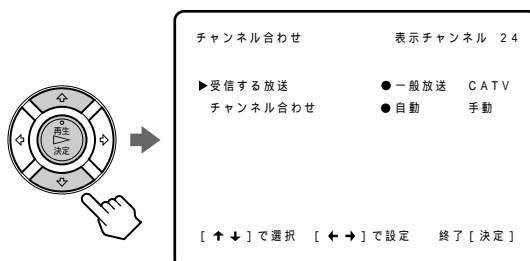 チャンネル合わせ 表示チャンネル 24
▶受信する放送 ●一般放送 CATV
チャンネル合わせ ●自動 手動
再生
決定
[↑↓]で選択 [←→]で設定 終了[決定]